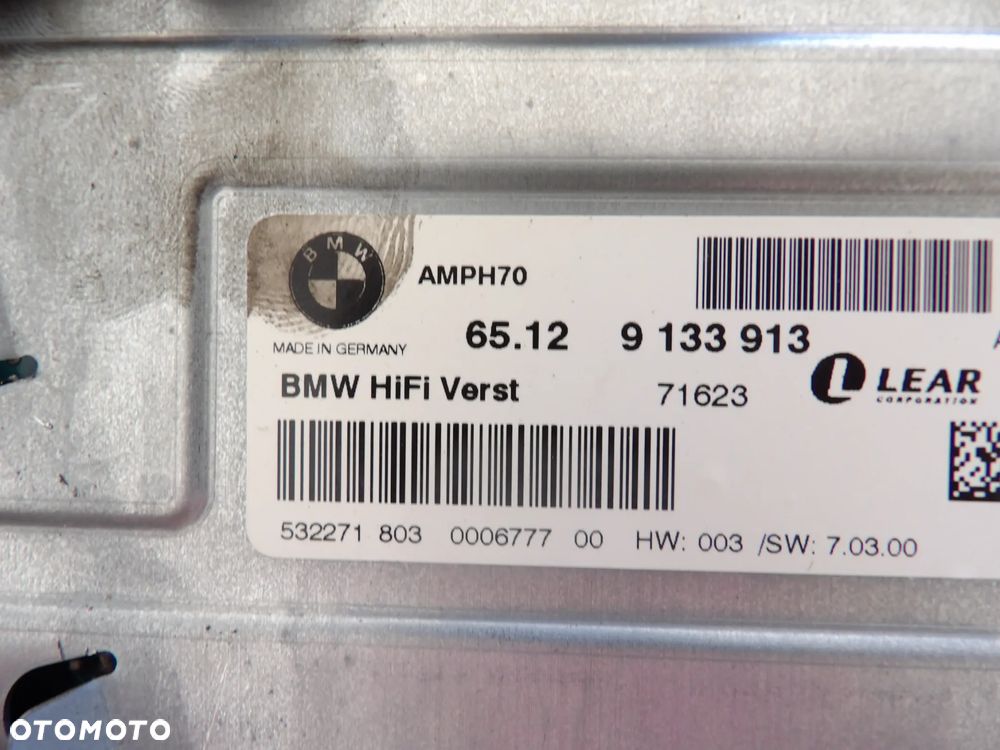 BMW
AMPH70
65.12 9 133 913
MADE IN GERMANY
BMW HiFi Verst 71623
LEAR
CORPORATION
532271 803 0006777 00 HW: 003 /SW: 7.03.00
OTOMOTO